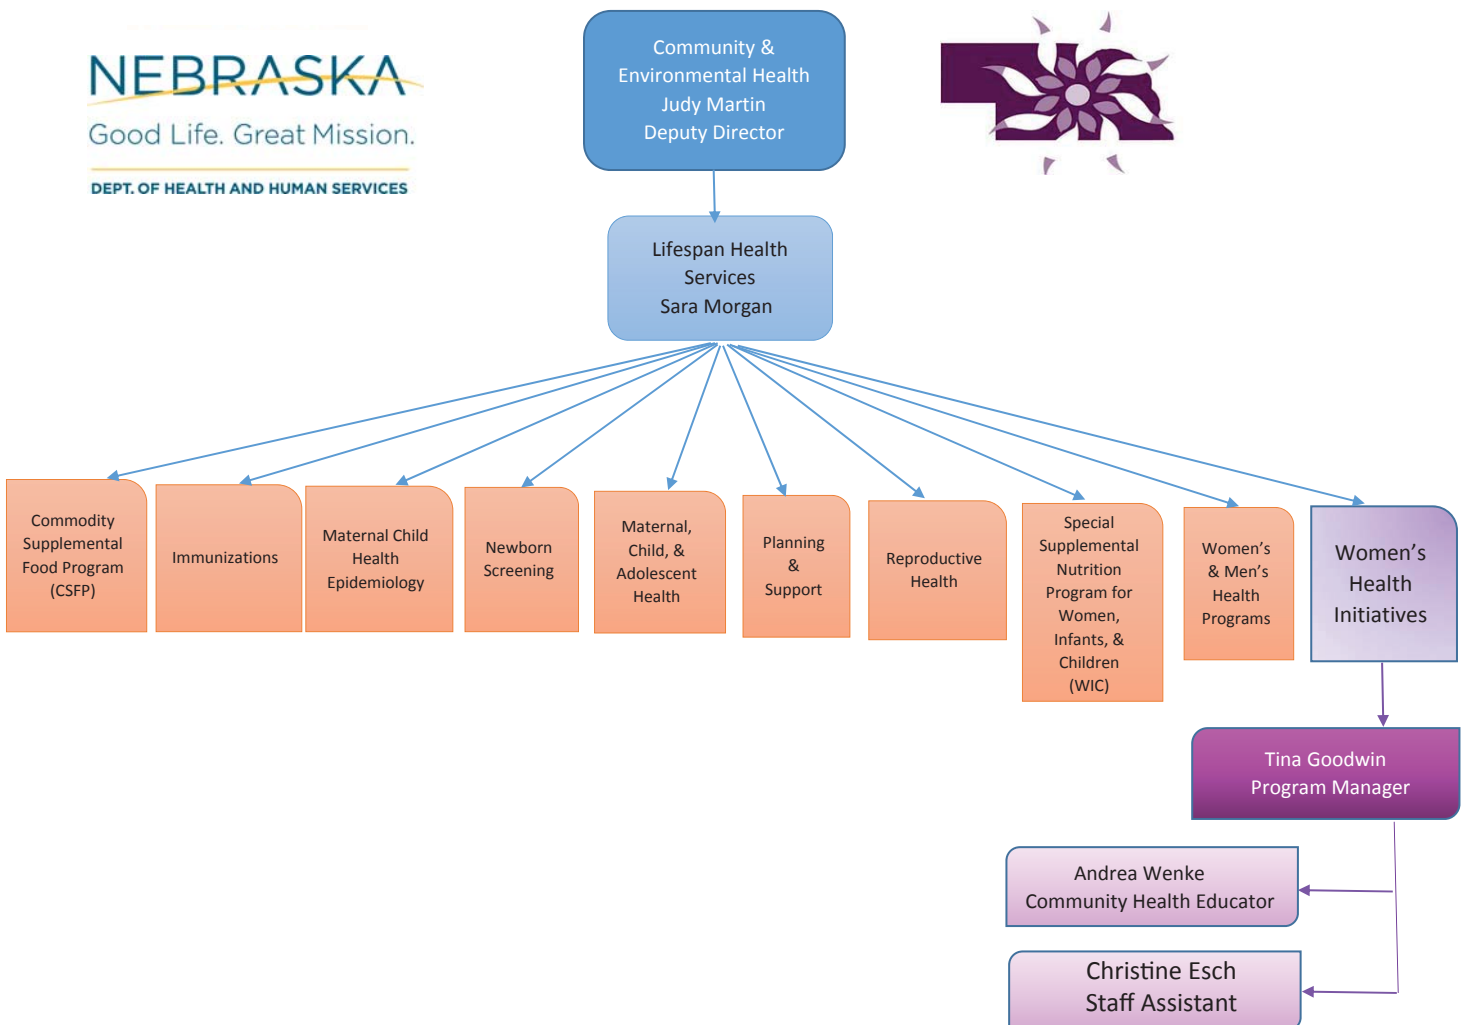 NEBRASKA
Good Life. Great Mission.
DEPT. OF HEALTH AND HUMAN SERVICES
Community &
Environmental Health
Judy Martin
Deputy Director
Lifespan Health
Services
Sara Morgan
Commodity
Supplemental
Food Program
(CSFP)
Immunizations
Maternal Child
Health
Epidemiology
Newborn
Screening
Maternal,
Child, &
Adolescent
Health
Planning
&
Support
Reproductive
Health
Special
Supplemental
Nutrition
Program for
Women,
Infants, &
Children
(WIC)
Women’s
& Men’s
Health
Programs
Women’s
Health
Initiatives
Tina Goodwin
Program Manager
Andrea Wenke
Community Health Educator
Christine Esch
Staff Assistant